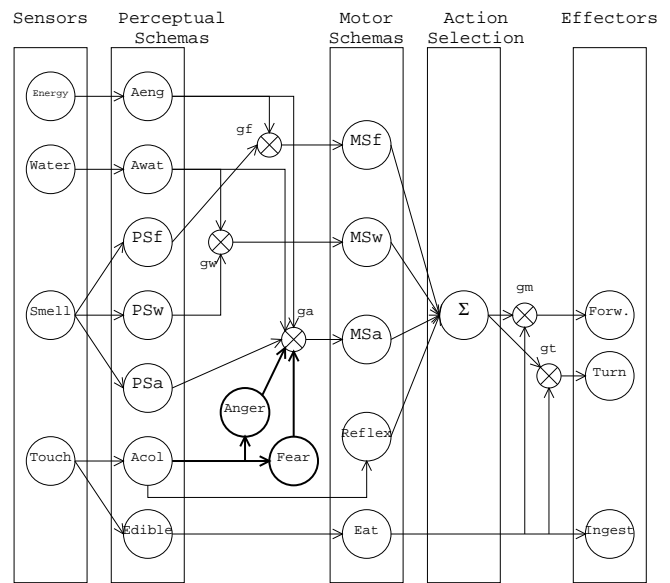 Sensors Perceptual Motor Action Effectors
Schemas Schemas Selection
Energy Aeng
gf
MSf
Water Awat
PSf
gw
MSw
gm
Smell PSw
ga
Σ
Forw.
MSa
gt
PSa
Turn
Anger
Reflex
Touch Acol Fear
Edible Eat Ingest